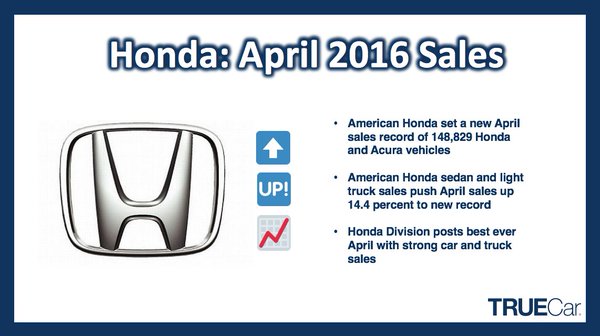 Honda: April 2016 Sales
UP!
• American Honda set a new April
sales record of 148,829 Honda
and Acura vehicles
• American Honda sedan and light
truck sales push April sales up
14.4 percent to new record
• Honda Division posts best ever
April with strong car and truck
sales
TRUECar.